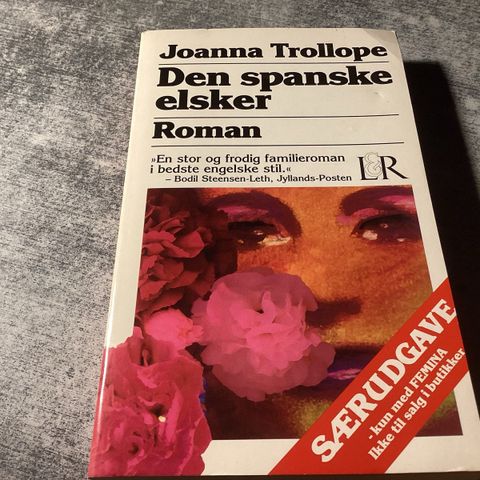 Joanna Trollope
Den spanske
elsker
Roman
»En stor og frodig familieroman
i bedste engelske stil.«
– Bodil Steensen-Leth, Jyllands-Posten
L&R
SÆRUDGAVE
- kun med FEMINA
Ikke til salg i butikker